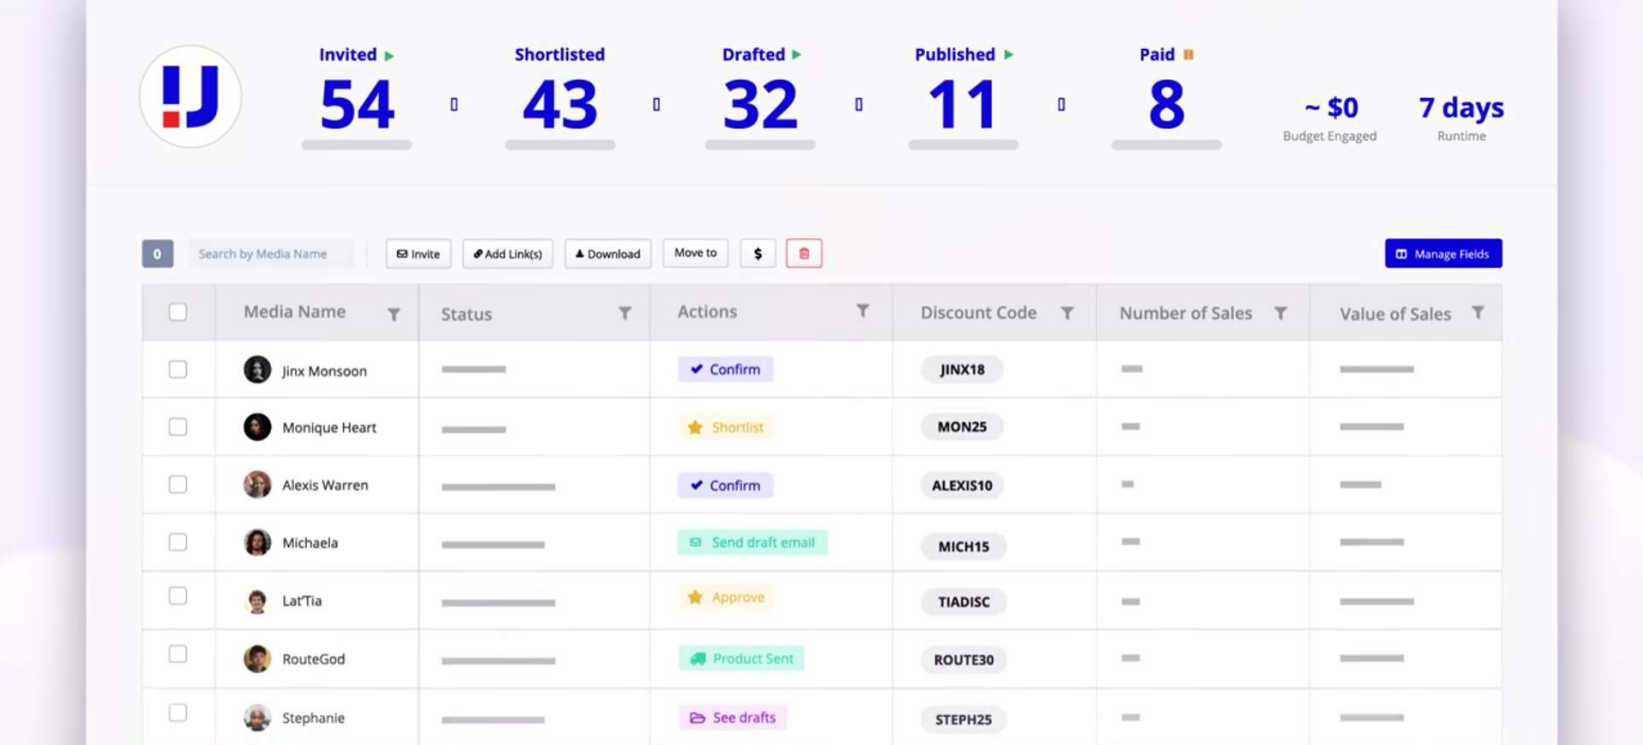 Invited Shortlisted Drafted Published Paid
54 43 32 11 8
~ $0 7 days
Budget Engaged Runtime
0 Search by Media Name Invite Add Link(s) Download Move to $ Manage Fields
Media Name Status Actions Discount Code Number of Sales Value of Sales
Jinx Monsoon Confirm JINX18
Monique Heart Shortlist MON25
Alexis Warren Confirm ALEXIS10
Michaela Send draft email MICH15
Lat'Tia Approve TIADISC
RouteGod Product Sent ROUTE30
Stephanie See drafts STEPH25